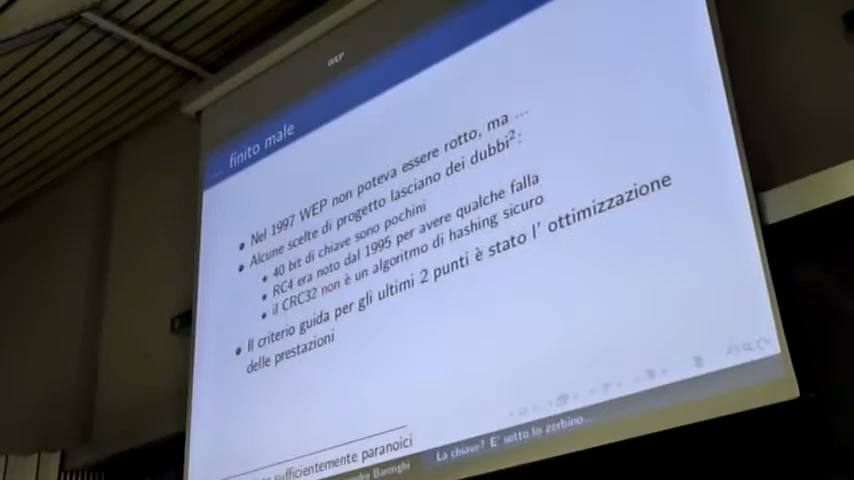 WEP
finito male
Nel 1997 WEP non poteva essere rotto, ma ...
Alcune scelte di progetto lasciano dei dubbi²:
40 bit di chiave sono pochini
RC4 era noto dal 1995 per avere qualche falla
il CRC32 non è un algoritmo di hashing sicuro
Il criterio guida per gli ultimi 2 punti è stato l' ottimizzazione
delle prestazioni
sufficientemente paranoici
Barenghi
La chiave? E' sotto lo zerbino...